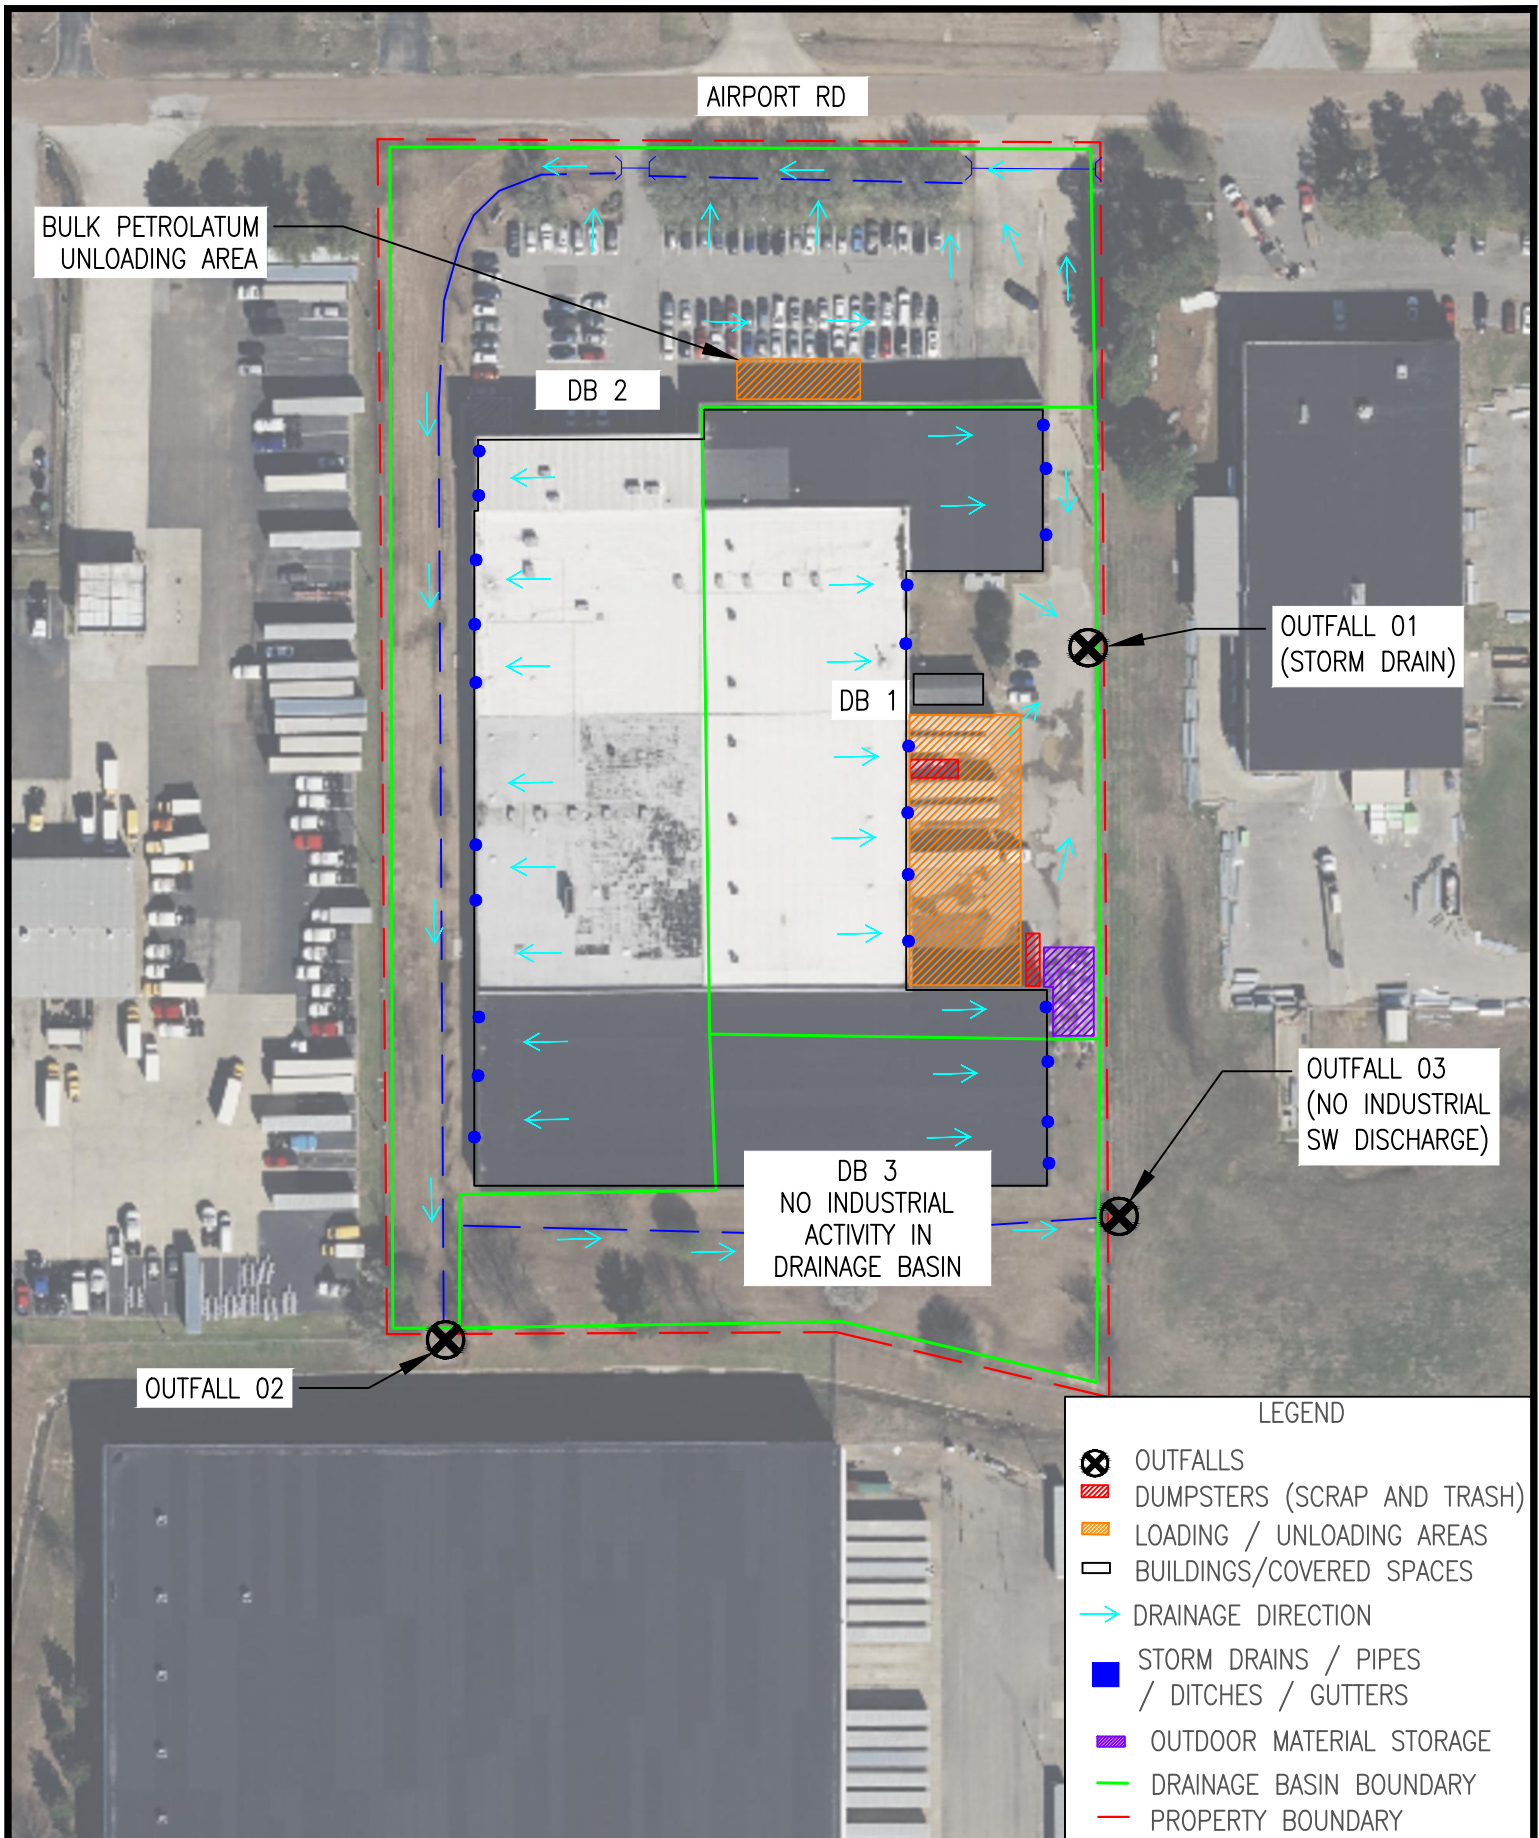 AIRPORT RD
BULK PETROLATUM
UNLOADING AREA
DB 2
OUTFALL 01
(STORM DRAIN)
DB 1
OUTFALL 03
(NO INDUSTRIAL
SW DISCHARGE)
DB 3
NO INDUSTRIAL
ACTIVITY IN
DRAINAGE BASIN
OUTFALL 02
LEGEND
OUTFALLS
DUMPSTERS (SCRAP AND TRASH)
LOADING / UNLOADING AREAS
BUILDINGS/COVERED SPACES
DRAINAGE DIRECTION
STORM DRAINS / PIPES
/ DITCHES / GUTTERS
OUTDOOR MATERIAL STORAGE
DRAINAGE BASIN BOUNDARY
PROPERTY BOUNDARY